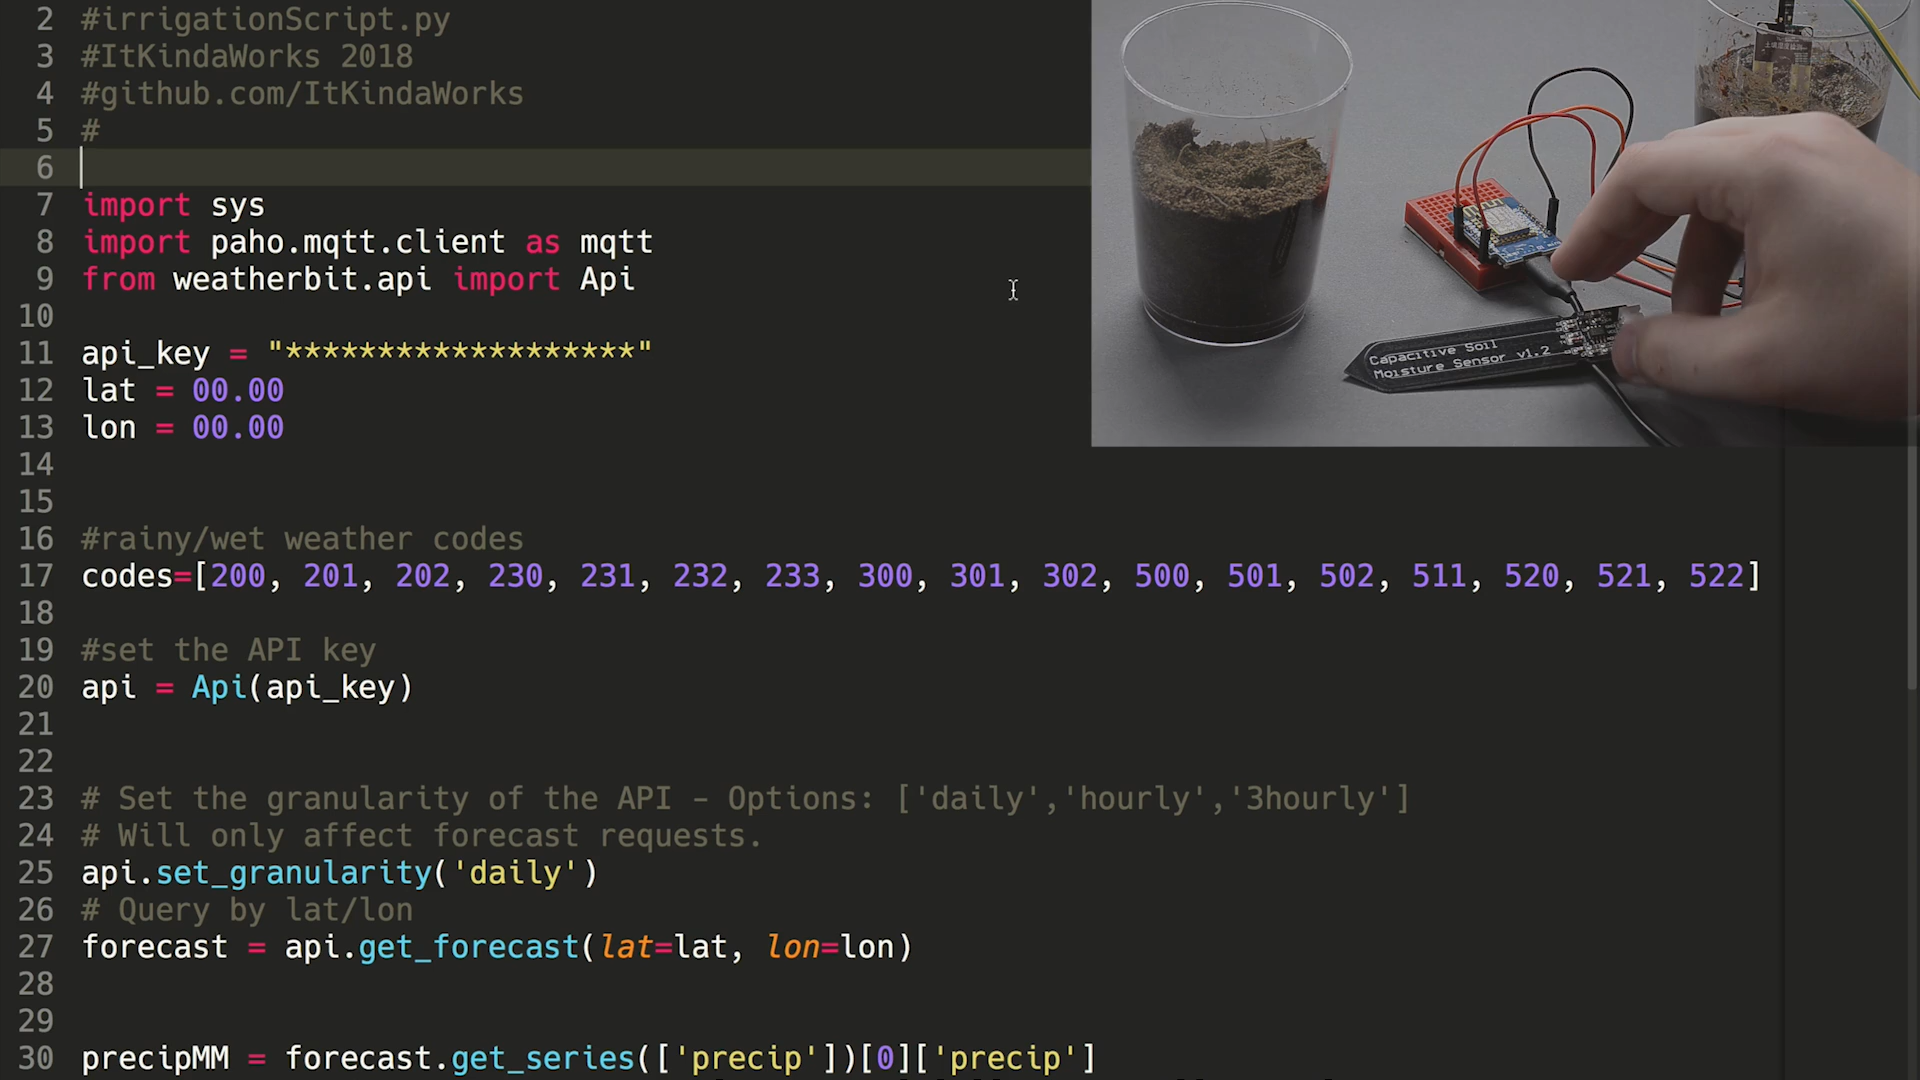 2 #irrigationScript.py
3 #ItKindaWorks 2018
4 #github.com/ItKindaWorks
5 #
6
7 import sys
8 import paho.mqtt.client as mqtt
9 from weatherbit.api import Api
10
11 api_key = "*******************"
12 lat = 00.00
13 lon = 00.00
14
15
16 #rainy/wet weather codes
17 codes=[200, 201, 202, 230, 231, 232, 233, 300, 301, 302, 500, 501, 502, 511, 520, 521, 522]
18
19 #set the API key
20 api = Api(api_key)
21
22
23 # Set the granularity of the API - Options: ['daily','hourly','3hourly']
24 # Will only affect forecast requests.
25 api.set_granularity('daily')
26 # Query by lat/lon
27 forecast = api.get_forecast(lat=lat, lon=lon)
28
29
30 precipMM = forecast.get_series(['precip'])[0]['precip']
Capacitive Soil
Moisture Sensor v1.2